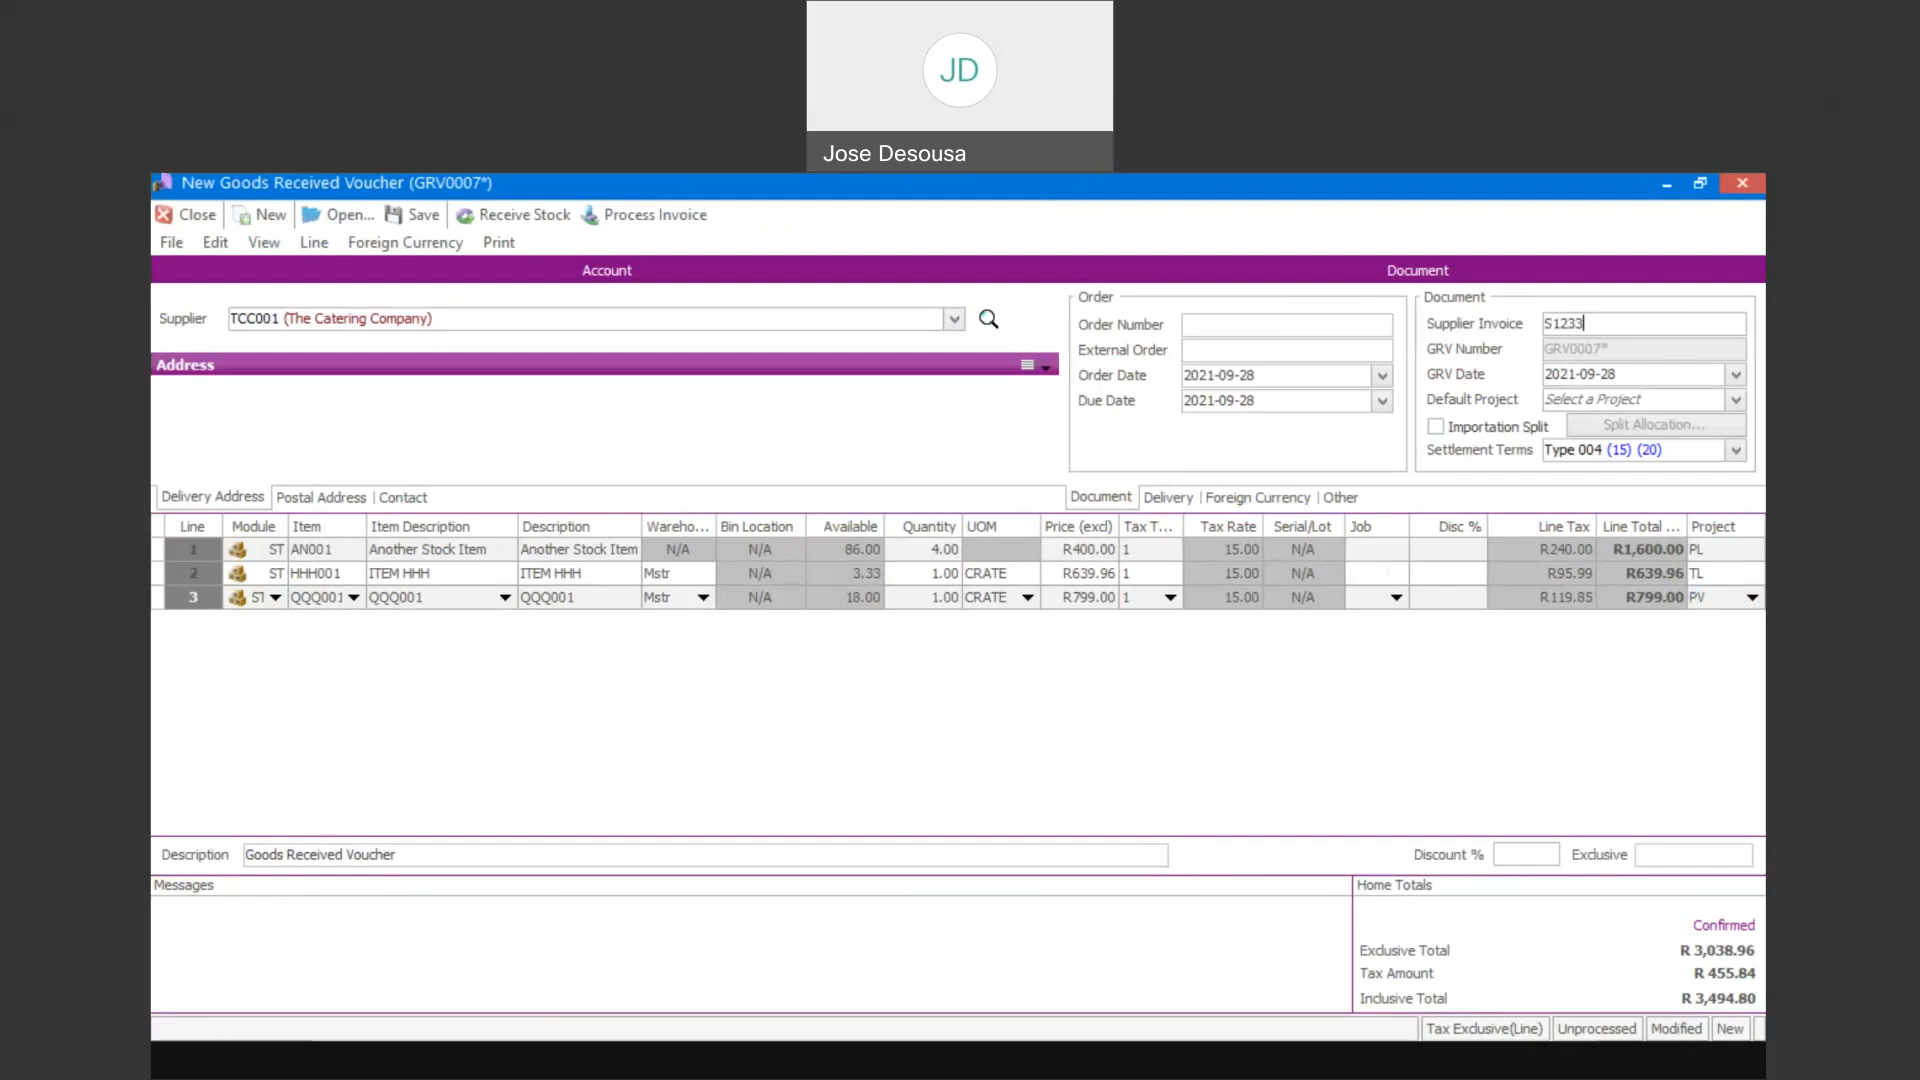 JD
Jose Desousa
New Goods Received Voucher (GRV0007*)
Close New Open... Save Receive Stock Process Invoice
File Edit View Line Foreign Currency Print
Account Document
Supplier TCC001 (The Catering Company)
Address
Order
Order Number
External Order
Order Date 2021-09-28
Due Date 2021-09-28
Document
Supplier Invoice S1233
GRV Number GRV0007*
GRV Date 2021-09-28
Default Project Select a Project
Importation Split Split Allocation...
Settlement Terms Type 004 (15) (20)
Delivery Address Postal Address | Contact
Document Delivery | Foreign Currency | Other
Line Module Item Item Description Description Wareho... Bin Location Available Quantity UOM Price (excl) Tax T... Tax Rate Serial/Lot Job Disc % Line Tax Line Total ... Project
1 ST AN001 Another Stock Item Another Stock Item N/A N/A 86.00 4.00 R400.00 1 15.00 N/A R240.00 R1,600.00 PL
2 ST HHH001 ITEM HHH ITEM HHH Mstr N/A 3.33 1.00 CRATE R639.96 1 15.00 N/A R95.99 R639.96 TL
3 ST QQQ001 QQQ001 QQQ001 Mstr N/A 18.00 1.00 CRATE R799.00 1 15.00 N/A R119.85 R799.00 PV
Description Goods Received Voucher Discount % Exclusive
Messages
Home Totals
Confirmed
Exclusive Total R 3,038.96
Tax Amount R 455.84
Inclusive Total R 3,494.80
Tax Exclusive(Line) Unprocessed Modified New